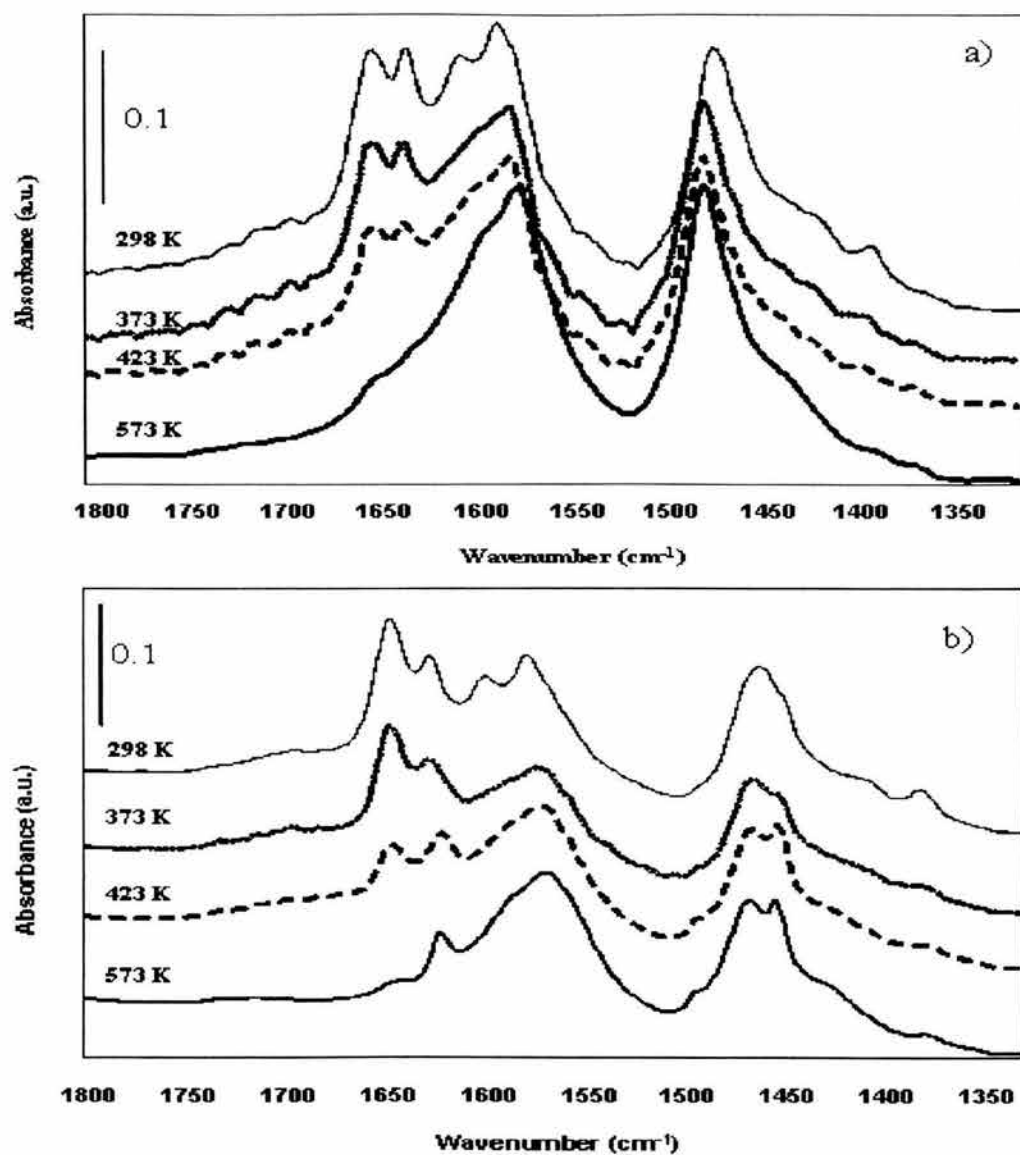 a)
0.1
298 K
373 K
423 K
573 K
Absorbance (a.u.)
1800 1750 1700 1650 1600 1550 1500 1450 1400 1350
Wavenumber (cm-1)
b)
0.1
298 K
373 K
423 K
573 K
Absorbance (a.u.)
1800 1750 1700 1650 1600 1550 1500 1450 1400 1350
Wavenumber (cm-1)